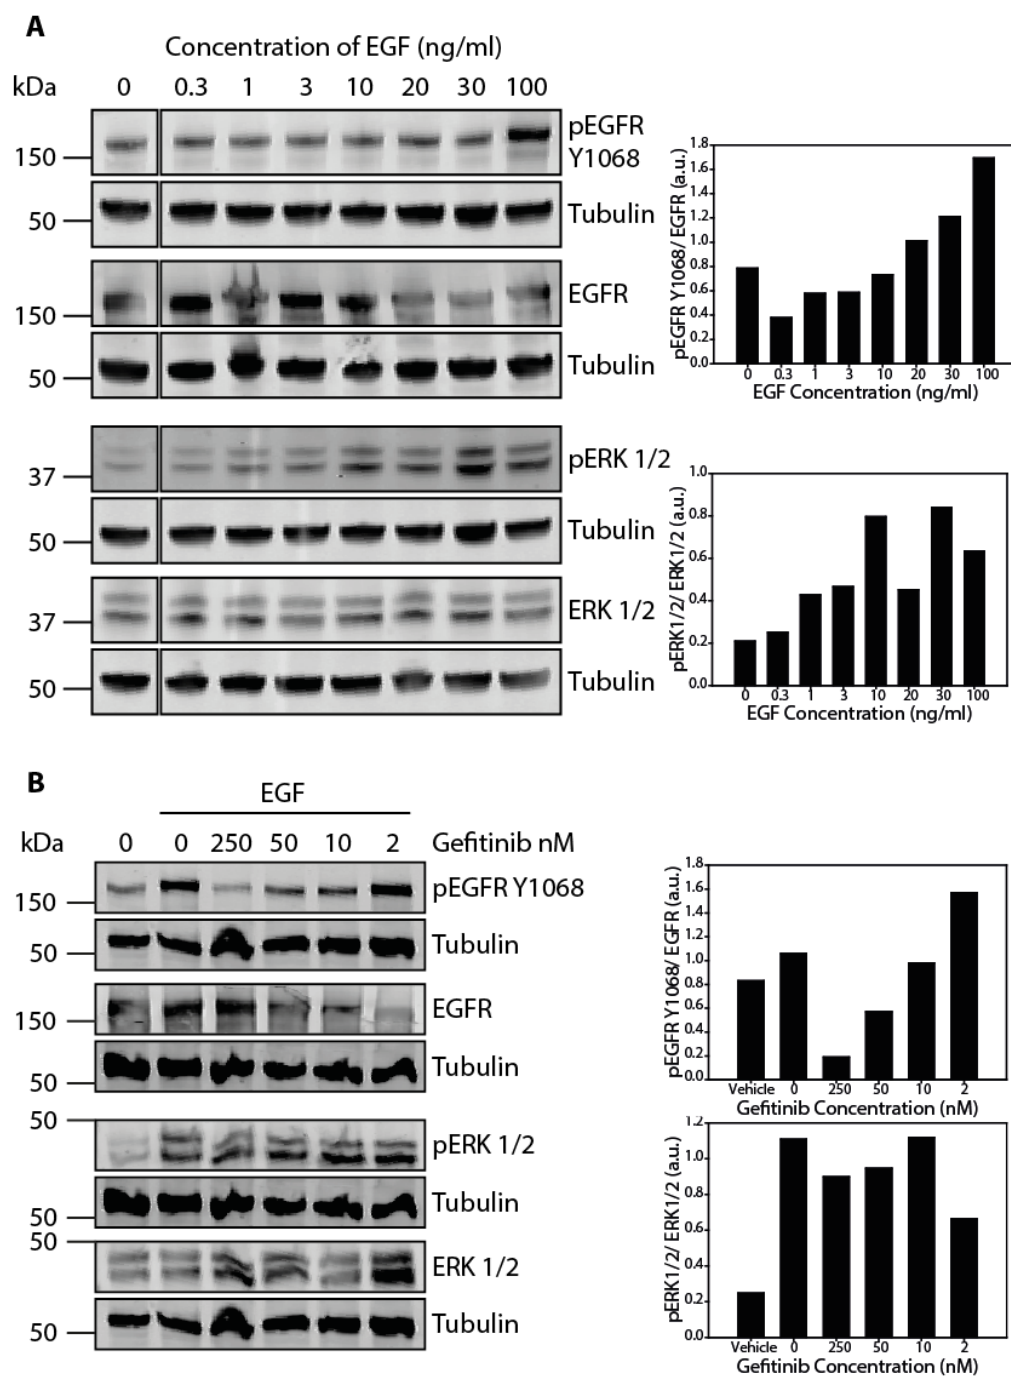 A
Concentration of EGF (ng/ml)
kDa 0 0.3 1 3 10 20 30 100
pEGFR
Y1068
150
Tubulin
50
EGFR
150
Tubulin
50
pERK 1/2
37
Tubulin
50
ERK 1/2
37
Tubulin
50
pEGFR Y1068/ EGFR (a.u.)
1.8
1.6
1.4
1.2
1.0
0.8
0.6
0.4
0.2
0.0
0 0.3 1 3 10 20 30 100
EGF Concentration (ng/ml)
pERK1/2/ ERK1/2 (a.u.)
1.0
0.8
0.6
0.4
0.2
0.0
0 0.3 1 3 10 20 30 100
EGF Concentration (ng/ml)
B
EGF
kDa 0 0 250 50 10 2 Gefitinib nM
pEGFR Y1068
150
Tubulin
50
EGFR
150
Tubulin
50
50
pERK 1/2
Tubulin
50
50
ERK 1/2
Tubulin
50
pEGFR Y1068/ EGFR (a.u.)
1.8
1.6
1.4
1.2
1.0
0.8
0.6
0.4
0.2
0.0
Vehicle 0 250 50 10 2
Gefitinib Concentration (nM)
pERK1/2/ ERK1/2 (a.u.)
1.2
1.0
0.8
0.6
0.4
0.2
0.0
Vehicle 0 250 50 10 2
Gefitinib Concentration (nM)